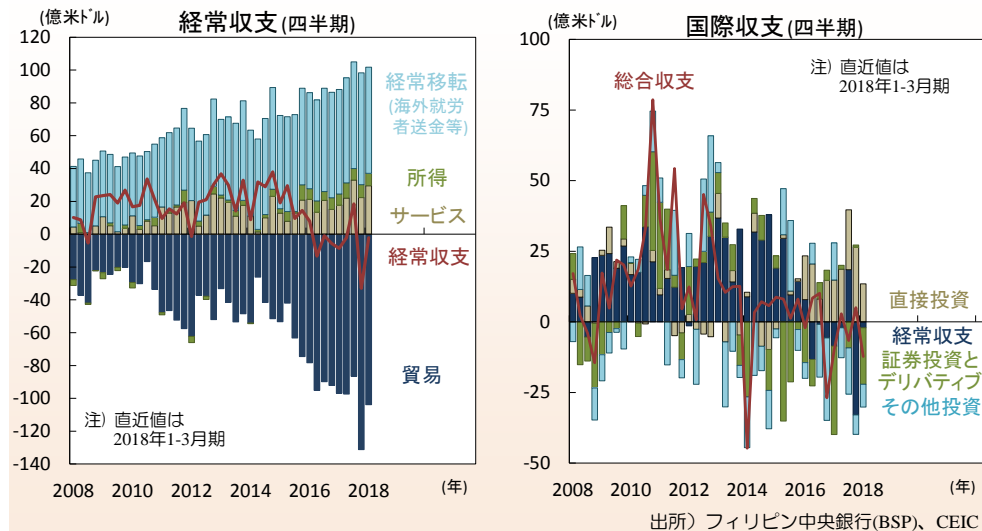 (億米ﾄﾞﾙ)
経常収支(四半期)
120
100
80
60
40
20
0
-20
-40
-60
-80
-100
-120
-140
経常移転
(海外就労
者送金等)
所得
サービス
経常収支
貿易
注) 直近値は
2018年1-3月期
2008 2010 2012 2014 2016 2018 (年)
(億米ﾄﾞﾙ)
国際収支(四半期)
100
75
50
25
0
-25
-50
総合収支
注) 直近値は
2018年1-3月期
直接投資
経常収支
証券投資と
デリバティブ
その他投資
2008 2010 2012 2014 2016 2018 (年)
出所）フィリピン中央銀行(BSP)、CEIC